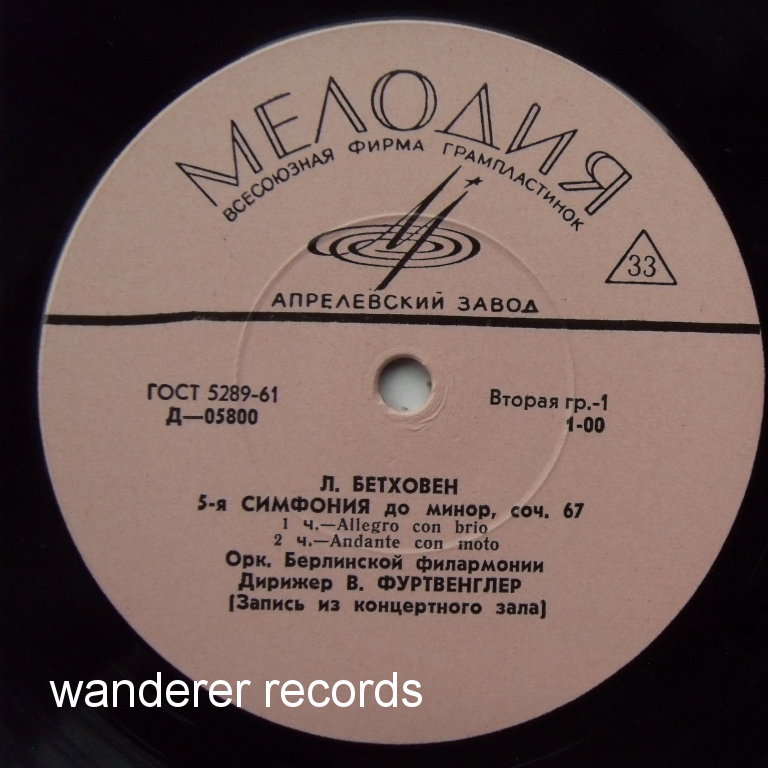 МЕЛОДИЯ
ВСЕСОЮЗНАЯ ФИРМА ГРАМПЛАСТИНОК
33
АПРЕЛЕВСКИЙ ЗАВОД
ГОСТ 5289-61
Д—05800
Вторая гр.-1
1-00
Л. БЕТХОВЕН
5-я СИМФОНИЯ до минор, соч. 67
1 ч.—Allegro con brio
2 ч.—Andante con moto
Орк. Берлинской филармонии
Дирижер В. ФУРТВЕНГЛЕР
(Запись из концертного зала)
wanderer records